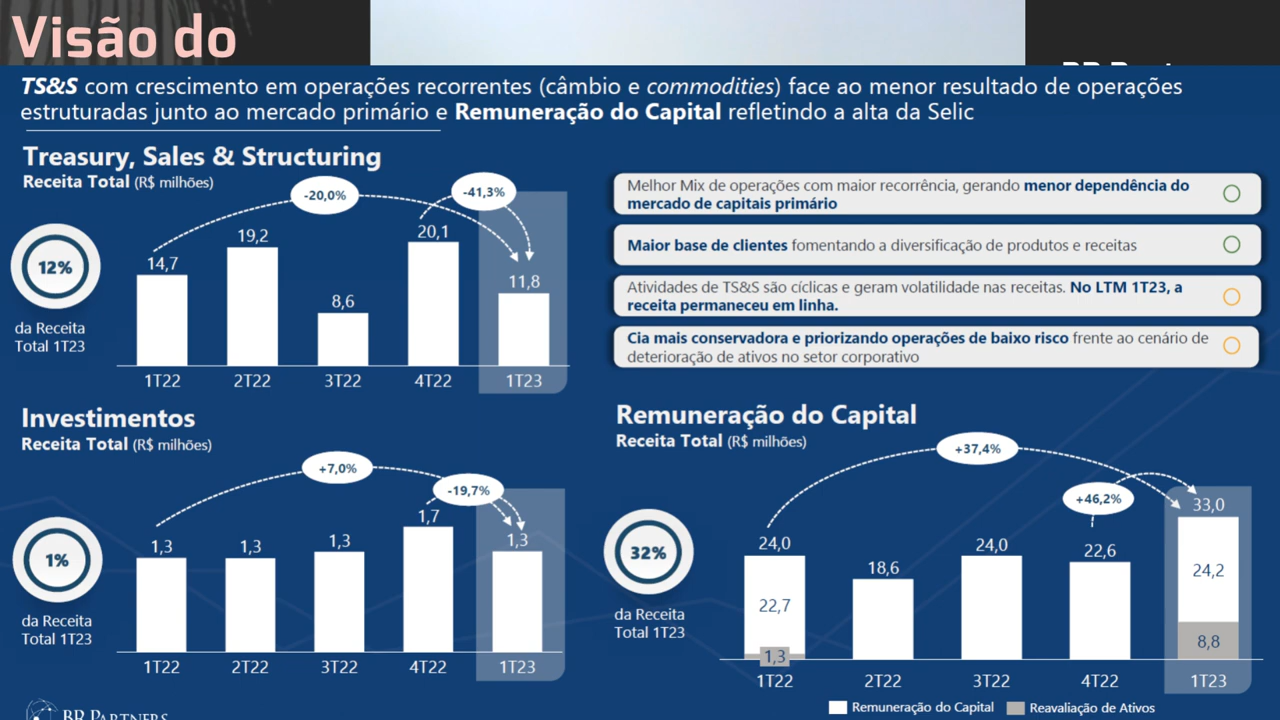 Visão do
TS&S com crescimento em operações recorrentes (câmbio e commodities) face ao menor resultado de operações
estruturadas junto ao mercado primário e Remuneração do Capital refletindo a alta da Selic
Treasury, Sales & Structuring
Receita Total (R$ milhões)
-20,0%
-41,3%
12%
da Receita
Total 1T23
14,7
19,2
8,6
20,1
11,8
1T22
2T22
3T22
4T22
1T23
Melhor Mix de operações com maior recorrência, gerando menor dependência do
mercado de capitais primário
Maior base de clientes fomentando a diversificação de produtos e receitas
Atividades de TS&S são cíclicas e geram volatilidade nas receitas. No LTM 1T23, a
receita permaneceu em linha.
Cia mais conservadora e priorizando operações de baixo risco frente ao cenário de
deterioração de ativos no setor corporativo
Investimentos
Receita Total (R$ milhões)
+7,0%
-19,7%
1%
da Receita
Total 1T23
1,3
1,3
1,3
1,7
1,3
1T22
2T22
3T22
4T22
1T23
Remuneração do Capital
Receita Total (R$ milhões)
+37,4%
+46,2%
32%
da Receita
Total 1T23
24,0
22,7
1,3
18,6
24,0
22,6
33,0
24,2
8,8
1T22
2T22
3T22
4T22
1T23
Remuneração do Capital
Reavaliação de Ativos
BR PARTNERS